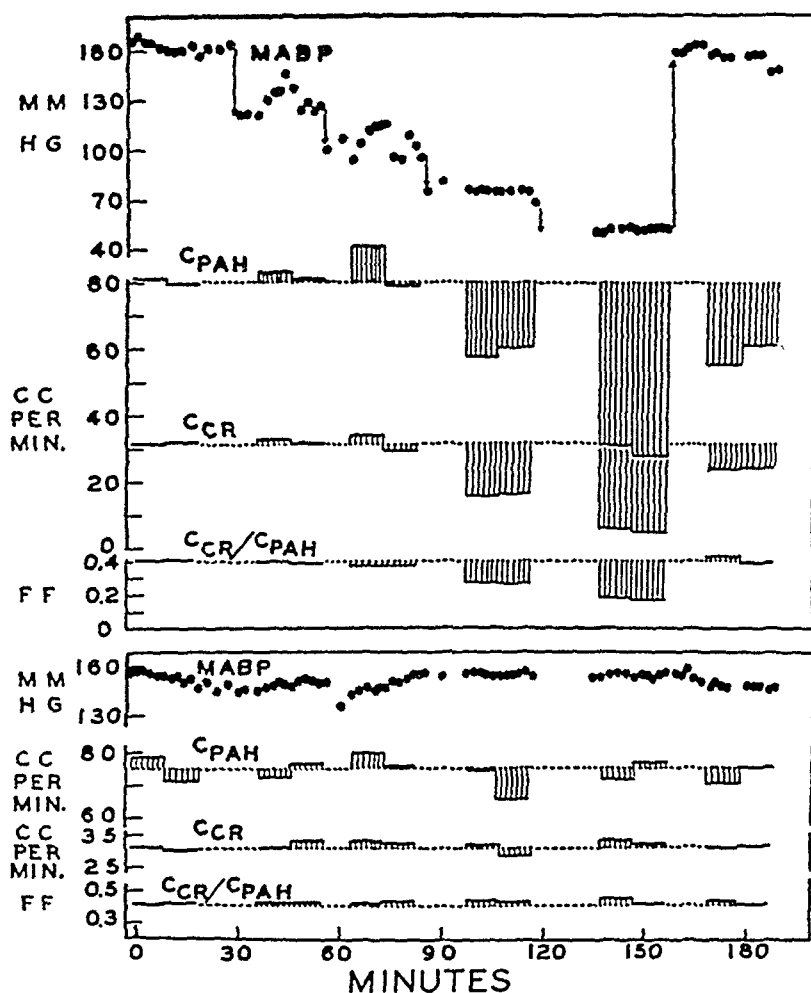 160
MABP
MM
130
HG
100
70
40
CPAH
80
60
CC
PER
MIN.
40
CCR
20
0
CCR/CPAH
0.4
FF
0.2
0
MM
HG
160
MABP
130
CC
PER
MIN.
80
CPAH
60
CC
PER
MIN.
35
CCR
25
FF
0.5
CCR/CPAH
0.3
0 30 60 90 120 150 180
MINUTES